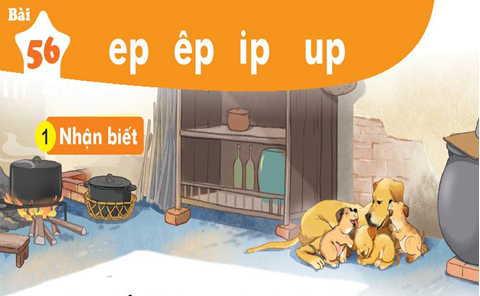 Bài
56
ep êp ip up
1 Nhận biết